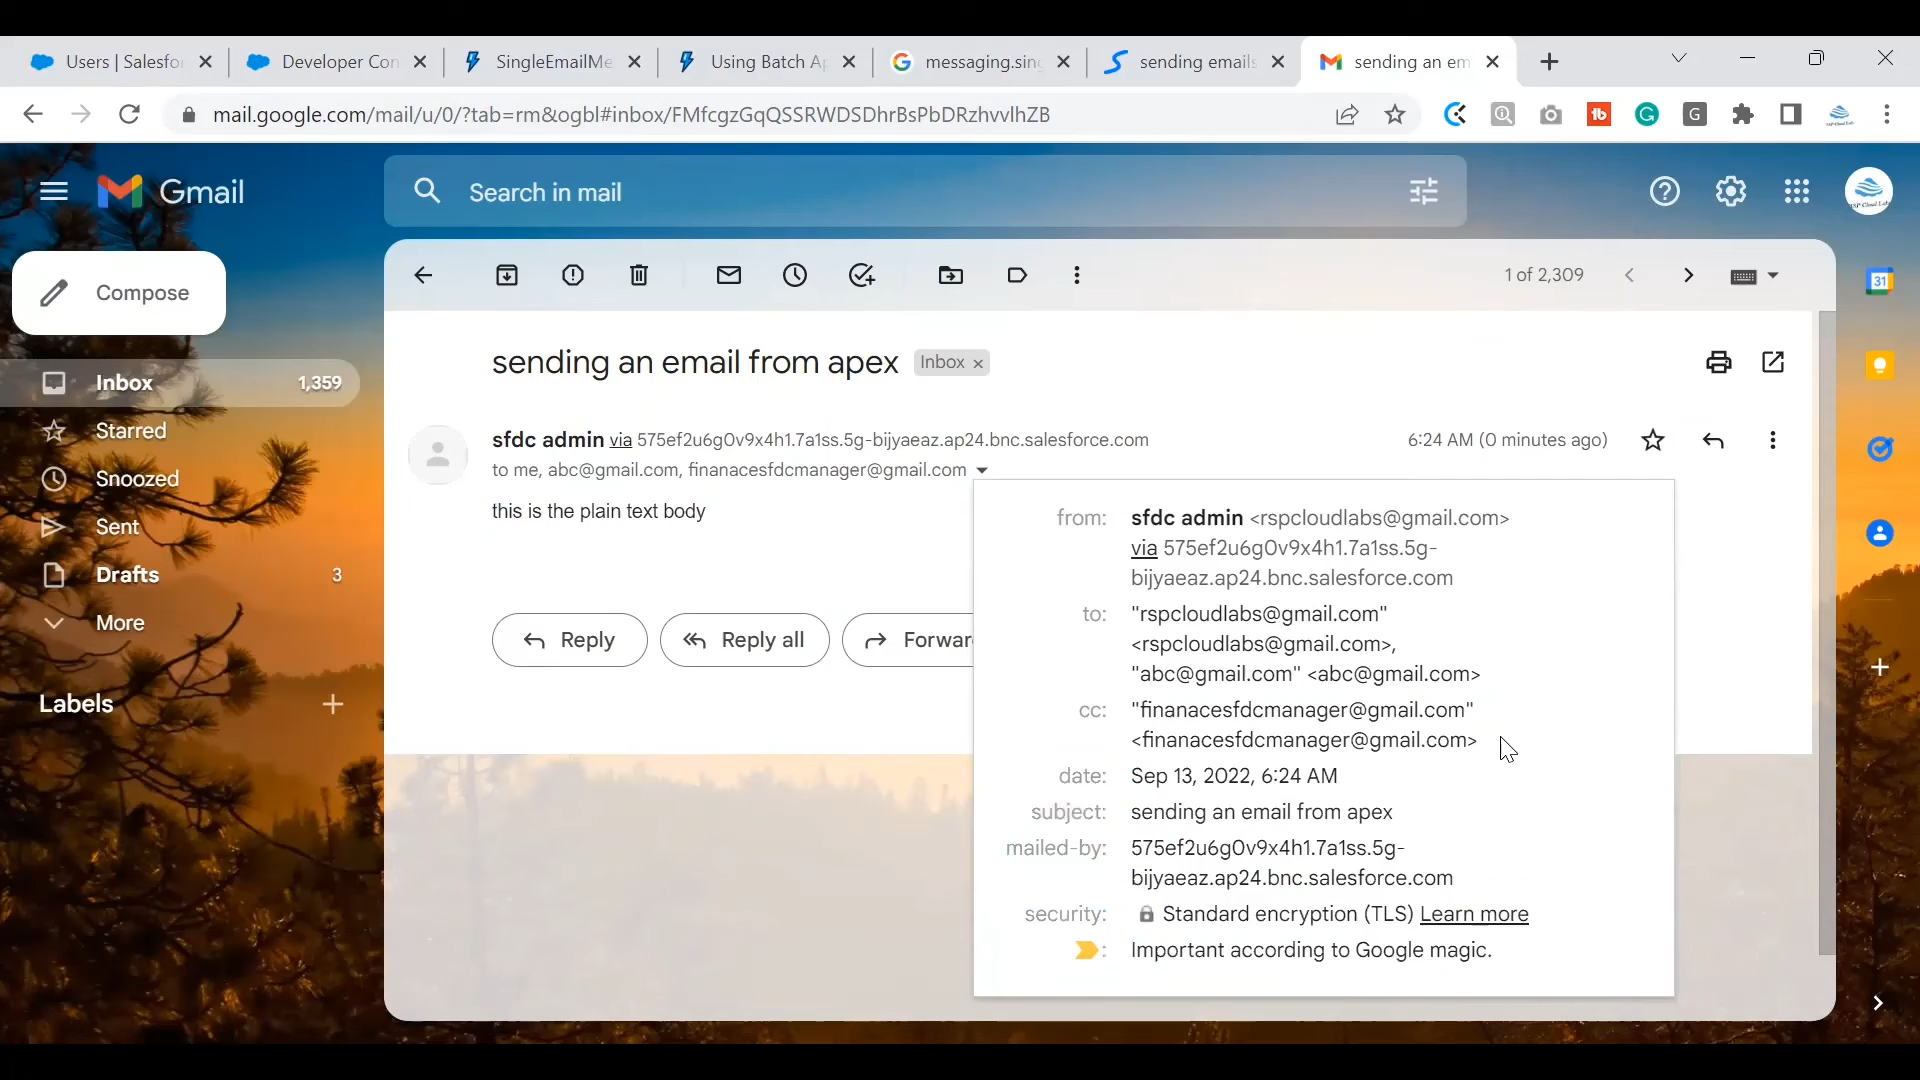 Users | Salesfo
Developer Con
SingleEmailMe
Using Batch Ap
messaging.sing
sending emails
sending an em
mail.google.com/mail/u/0/?tab=rm&ogbl#inbox/FMfcgzGqQSSRWDSDhrBsPbDRzhvvlhZB
Gmail
Search in mail
Compose
1 of 2,309
31
sending an email from apex
Inbox ×
Inbox 1,359
Starred
Snoozed
Sent
Drafts 3
More
Labels
sfdc admin via 575ef2u6g0v9x4h1.7a1ss.5g-bijyaeaz.ap24.bnc.salesforce.com
6:24 AM (0 minutes ago)
to me, abc@gmail.com, finanacesfdcmanager@gmail.com
this is the plain text body
Reply
Reply all
Forwar
from: sfdc admin <rspcloudlabs@gmail.com>
via 575ef2u6g0v9x4h1.7a1ss.5g-
bijyaeaz.ap24.bnc.salesforce.com
to: "rspcloudlabs@gmail.com"
<rspcloudlabs@gmail.com>,
"abc@gmail.com" <abc@gmail.com>
cc: "finanacesfdcmanager@gmail.com"
<finanacesfdcmanager@gmail.com>
date: Sep 13, 2022, 6:24 AM
subject: sending an email from apex
mailed-by: 575ef2u6g0v9x4h1.7a1ss.5g-
bijyaeaz.ap24.bnc.salesforce.com
security: Standard encryption (TLS) Learn more
: Important according to Google magic.